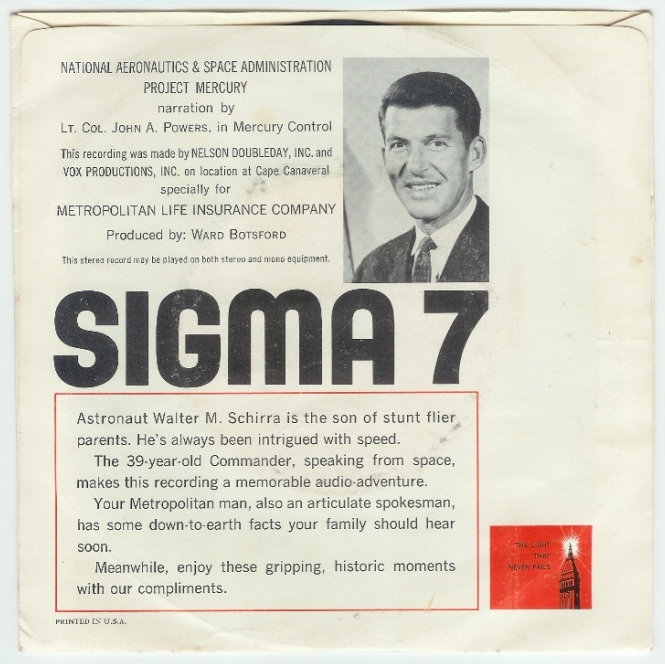 NATIONAL AERONAUTICS & SPACE ADMINISTRATION
PROJECT MERCURY
narration by
LT. COL. JOHN A. POWERS, in Mercury Control
This recording was made by NELSON DOUBLEDAY, INC. and
VOX PRODUCTIONS, INC. on location at Cape Canaveral
specially for
METROPOLITAN LIFE INSURANCE COMPANY
Produced by: WARD BOTSFORD
This stereo record may be played on both stereo and mono equipment.
SIGMA 7
Astronaut Walter M. Schirra is the son of stunt flier
parents. He's always been intrigued with speed.
The 39-year-old Commander, speaking from space,
makes this recording a memorable audio-adventure.
Your Metropolitan man, also an articulate spokesman,
has some down-to-earth facts your family should hear
soon.
Meanwhile, enjoy these gripping, historic moments
with our compliments.
THE LIGHT
THAT
NEVER FAILS
PRINTED IN U.S.A.